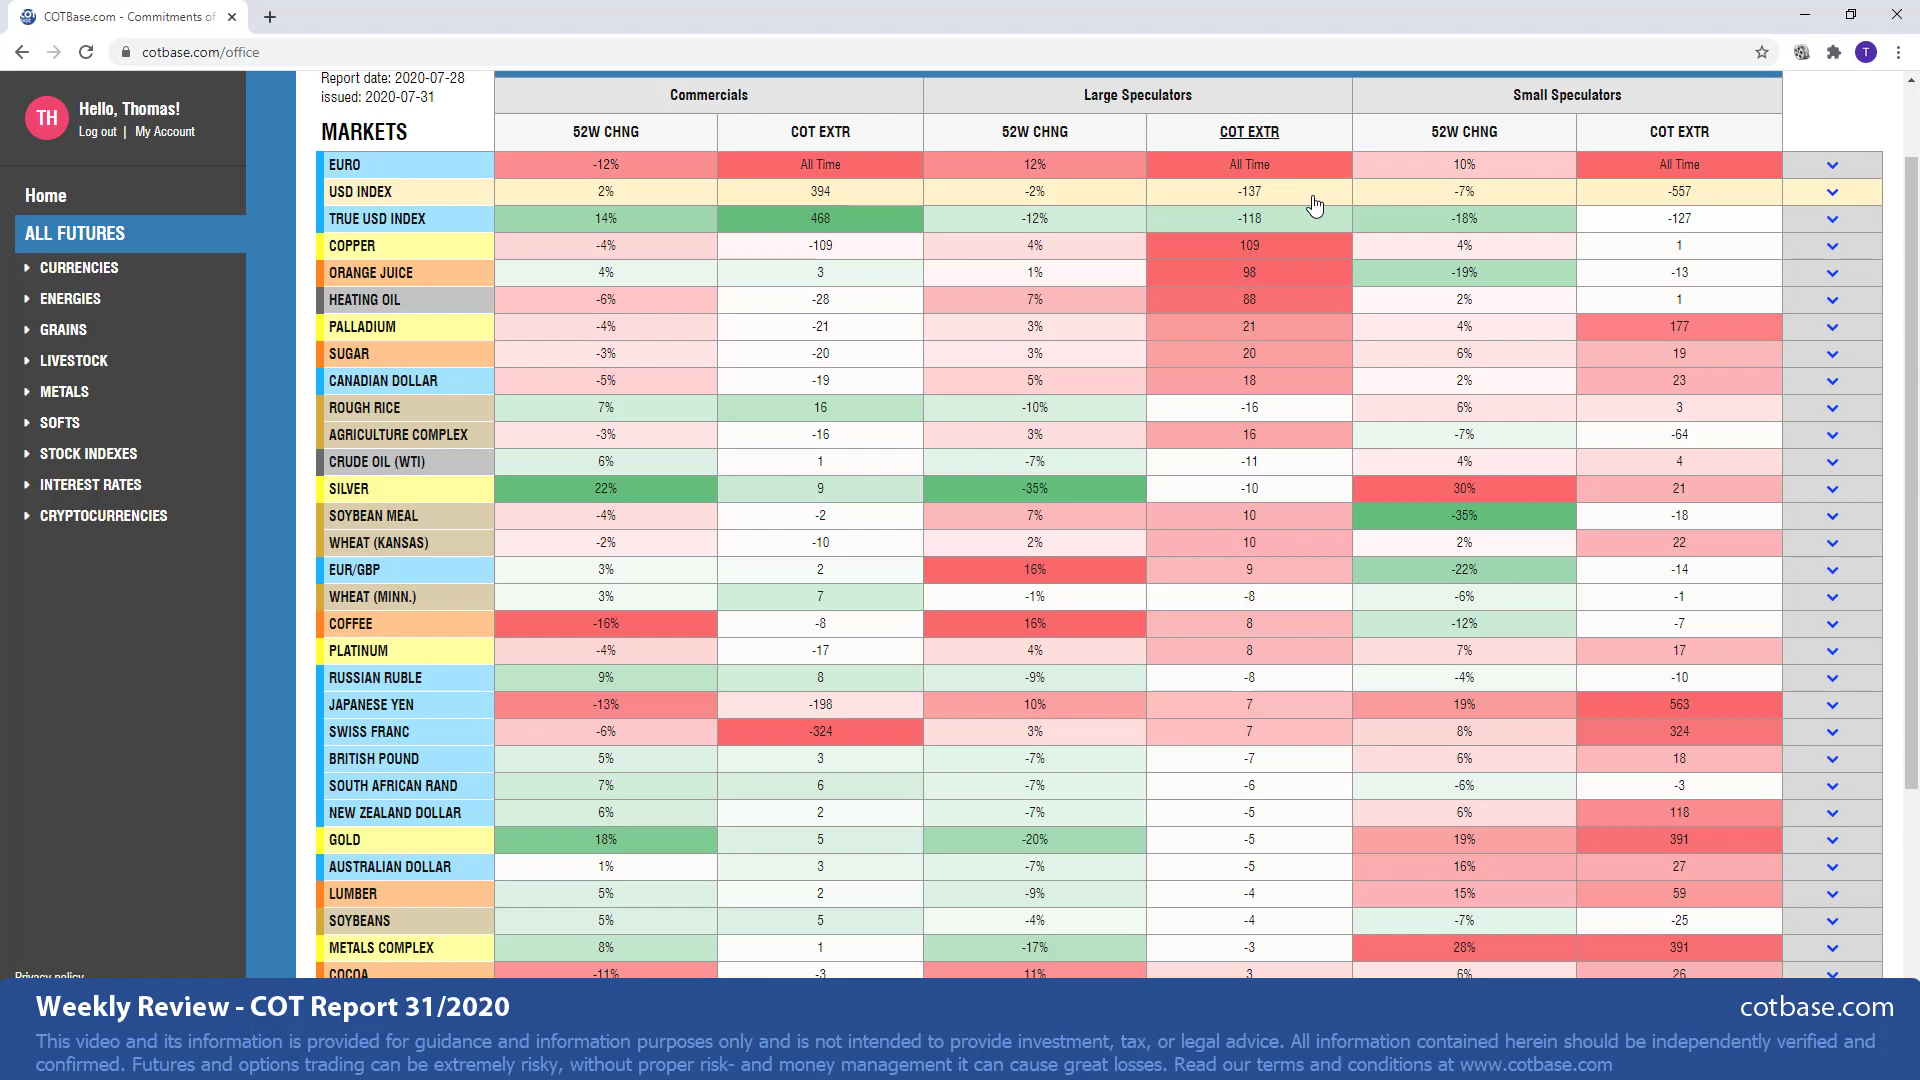 COTBase.com - Commitments of
cotbase.com/office
T
TH
Hello, Thomas!
Log out | My Account
Home
ALL FUTURES
CURRENCIES
ENERGIES
GRAINS
LIVESTOCK
METALS
SOFTS
STOCK INDEXES
INTEREST RATES
CRYPTOCURRENCIES
Privacy policy
Report date: 2020-07-28
issued: 2020-07-31
Commercials Large Speculators Small Speculators
MARKETS 52W CHNG COT EXTR 52W CHNG COT EXTR 52W CHNG COT EXTR
EURO -12% All Time 12% All Time 10% All Time
USD INDEX 2% 394 -2% -137 -7% -557
TRUE USD INDEX 14% 468 -12% -118 -18% -127
COPPER -4% -109 4% 109 4% 1
ORANGE JUICE 4% 3 1% 98 -19% -13
HEATING OIL -6% -28 7% 88 2% 1
PALLADIUM -4% -21 3% 21 4% 177
SUGAR -3% -20 3% 20 6% 19
CANADIAN DOLLAR -5% -19 5% 18 2% 23
ROUGH RICE 7% 16 -10% -16 6% 3
AGRICULTURE COMPLEX -3% -16 3% 16 -7% -64
CRUDE OIL (WTI) 6% 1 -7% -11 4% 4
SILVER 22% 9 -35% -10 30% 21
SOYBEAN MEAL -4% -2 7% 10 -35% -18
WHEAT (KANSAS) -2% -10 2% 10 2% 22
EUR/GBP 3% 2 16% 9 -22% -14
WHEAT (MINN.) 3% 7 -1% -8 -6% -1
COFFEE -16% -8 16% 8 -12% -7
PLATINUM -4% -17 4% 8 7% 17
RUSSIAN RUBLE 9% 8 -9% -8 -4% -10
JAPANESE YEN -13% -198 10% 7 19% 563
SWISS FRANC -6% -324 3% 7 8% 324
BRITISH POUND 5% 3 -7% -7 6% 18
SOUTH AFRICAN RAND 7% 6 -7% -6 -6% -3
NEW ZEALAND DOLLAR 6% 2 -7% -5 6% 118
GOLD 18% 5 -20% -5 19% 391
AUSTRALIAN DOLLAR 1% 3 -7% -5 16% 27
LUMBER 5% 2 -9% -4 15% 59
SOYBEANS 5% 5 -4% -4 -7% -25
METALS COMPLEX 8% 1 -17% -3 28% 391
COCOA -11% -3 11% 3 6% 26
Weekly Review - COT Report 31/2020
cotbase.com
This video and its information is provided for guidance and information purposes only and is not intended to provide investment, tax, or legal advice. All information contained herein should be independently verified and
confirmed. Futures and options trading can be extremely risky, without proper risk- and money management it can cause great losses. Read our terms and conditions at www.cotbase.com